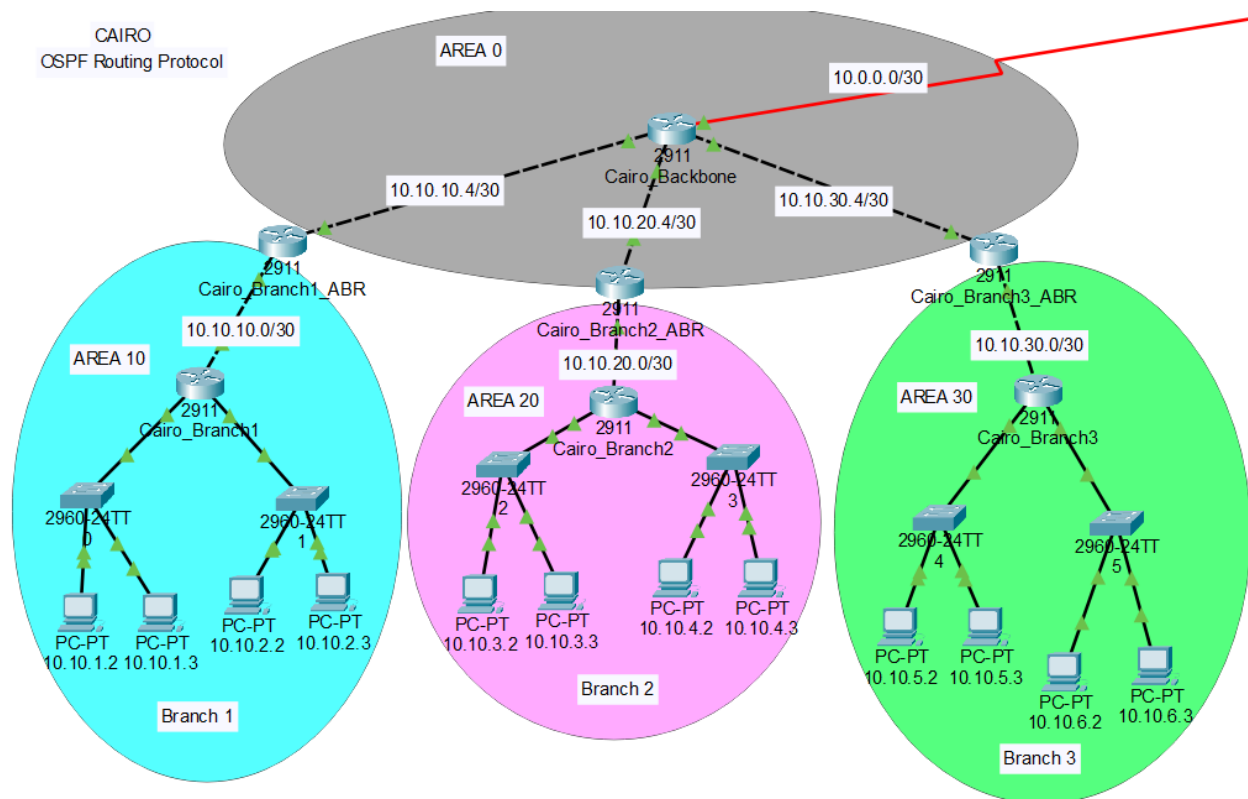 CAIRO
OSPF Routing Protocol
AREA 0
10.0.0.0/30
2911
Cairo_Backbone
10.10.10.4/30
10.10.20.4/30
10.10.30.4/30
2911
Cairo_Branch1_ABR
2911
Cairo_Branch2_ABR
2911
Cairo_Branch3_ABR
10.10.10.0/30
AREA 10
2911
Cairo_Branch1
2960-24TT
0
2960-24TT
1
PC-PT
10.10.1.2
PC-PT
10.10.1.3
PC-PT
10.10.2.2
PC-PT
10.10.2.3
Branch 1
10.10.20.0/30
AREA 20
2911
Cairo_Branch2
2960-24TT
2
2960-24TT
3
PC-PT
10.10.3.2
PC-PT
10.10.3.3
PC-PT
10.10.4.2
PC-PT
10.10.4.3
Branch 2
10.10.30.0/30
AREA 30
2911
Cairo_Branch3
2960-24TT
4
2960-24TT
5
PC-PT
10.10.5.2
PC-PT
10.10.5.3
PC-PT
10.10.6.2
PC-PT
10.10.6.3
Branch 3